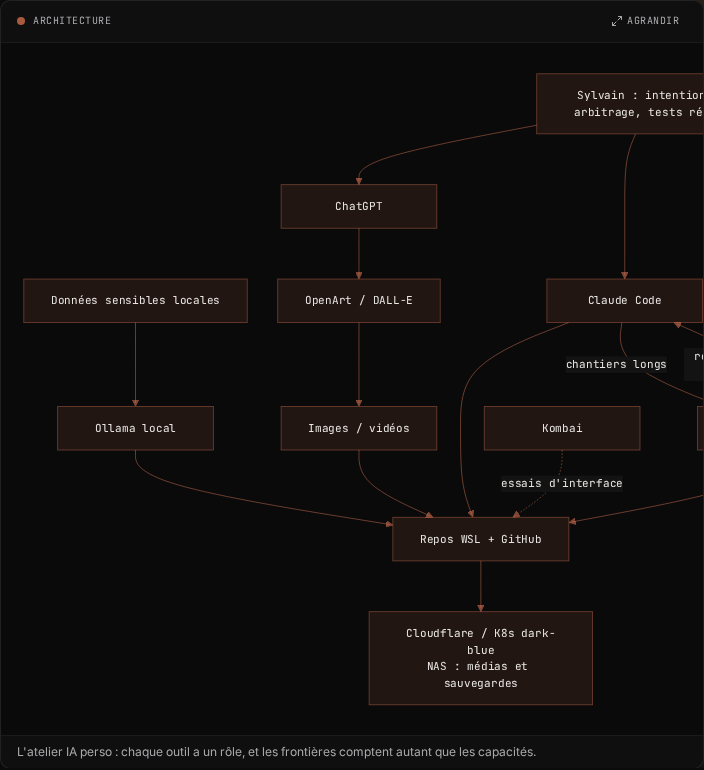 ARCHITECTURE
AGRANDIR
Sylvain : intention
arbitrage, tests ré
ChatGPT
Données sensibles locales
OpenArt / DALL-E
Claude Code
chantiers longs
Ollama local
Images / vidéos
Kombai
essais d'interface
Repos WSL + GitHub
Cloudflare / K8s dark-
blue
NAS : médias et
sauvegardes
L'atelier IA perso : chaque outil a un rôle, et les frontières comptent autant que les capacités.